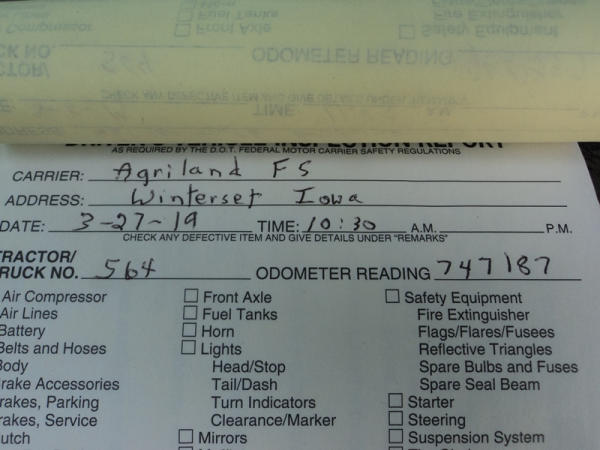 DRIVER'S VEHICLE INSPECTION REPORT
AS REQUIRED BY THE D.O.T. FEDERAL MOTOR CARRIER SAFETY REGULATIONS
CARRIER: Agriland FS
ADDRESS: Winterset Iowa
DATE: 3-27-19 TIME: 10:30 A.M. P.M.
CHECK ANY DEFECTIVE ITEM AND GIVE DETAILS UNDER "REMARKS"
TRACTOR/
TRUCK NO. 564 ODOMETER READING 747187
Air Compressor Front Axle Safety Equipment
Air Lines Fuel Tanks Fire Extinguisher
Battery Horn Flags/Flares/Fusees
Belts and Hoses Lights Reflective Triangles
Body Head/Stop Spare Bulbs and Fuses
Brake Accessories Tail/Dash Spare Seal Beam
Brakes, Parking Turn Indicators Starter
Brakes, Service Clearance/Marker Steering
Clutch Mirrors Suspension System